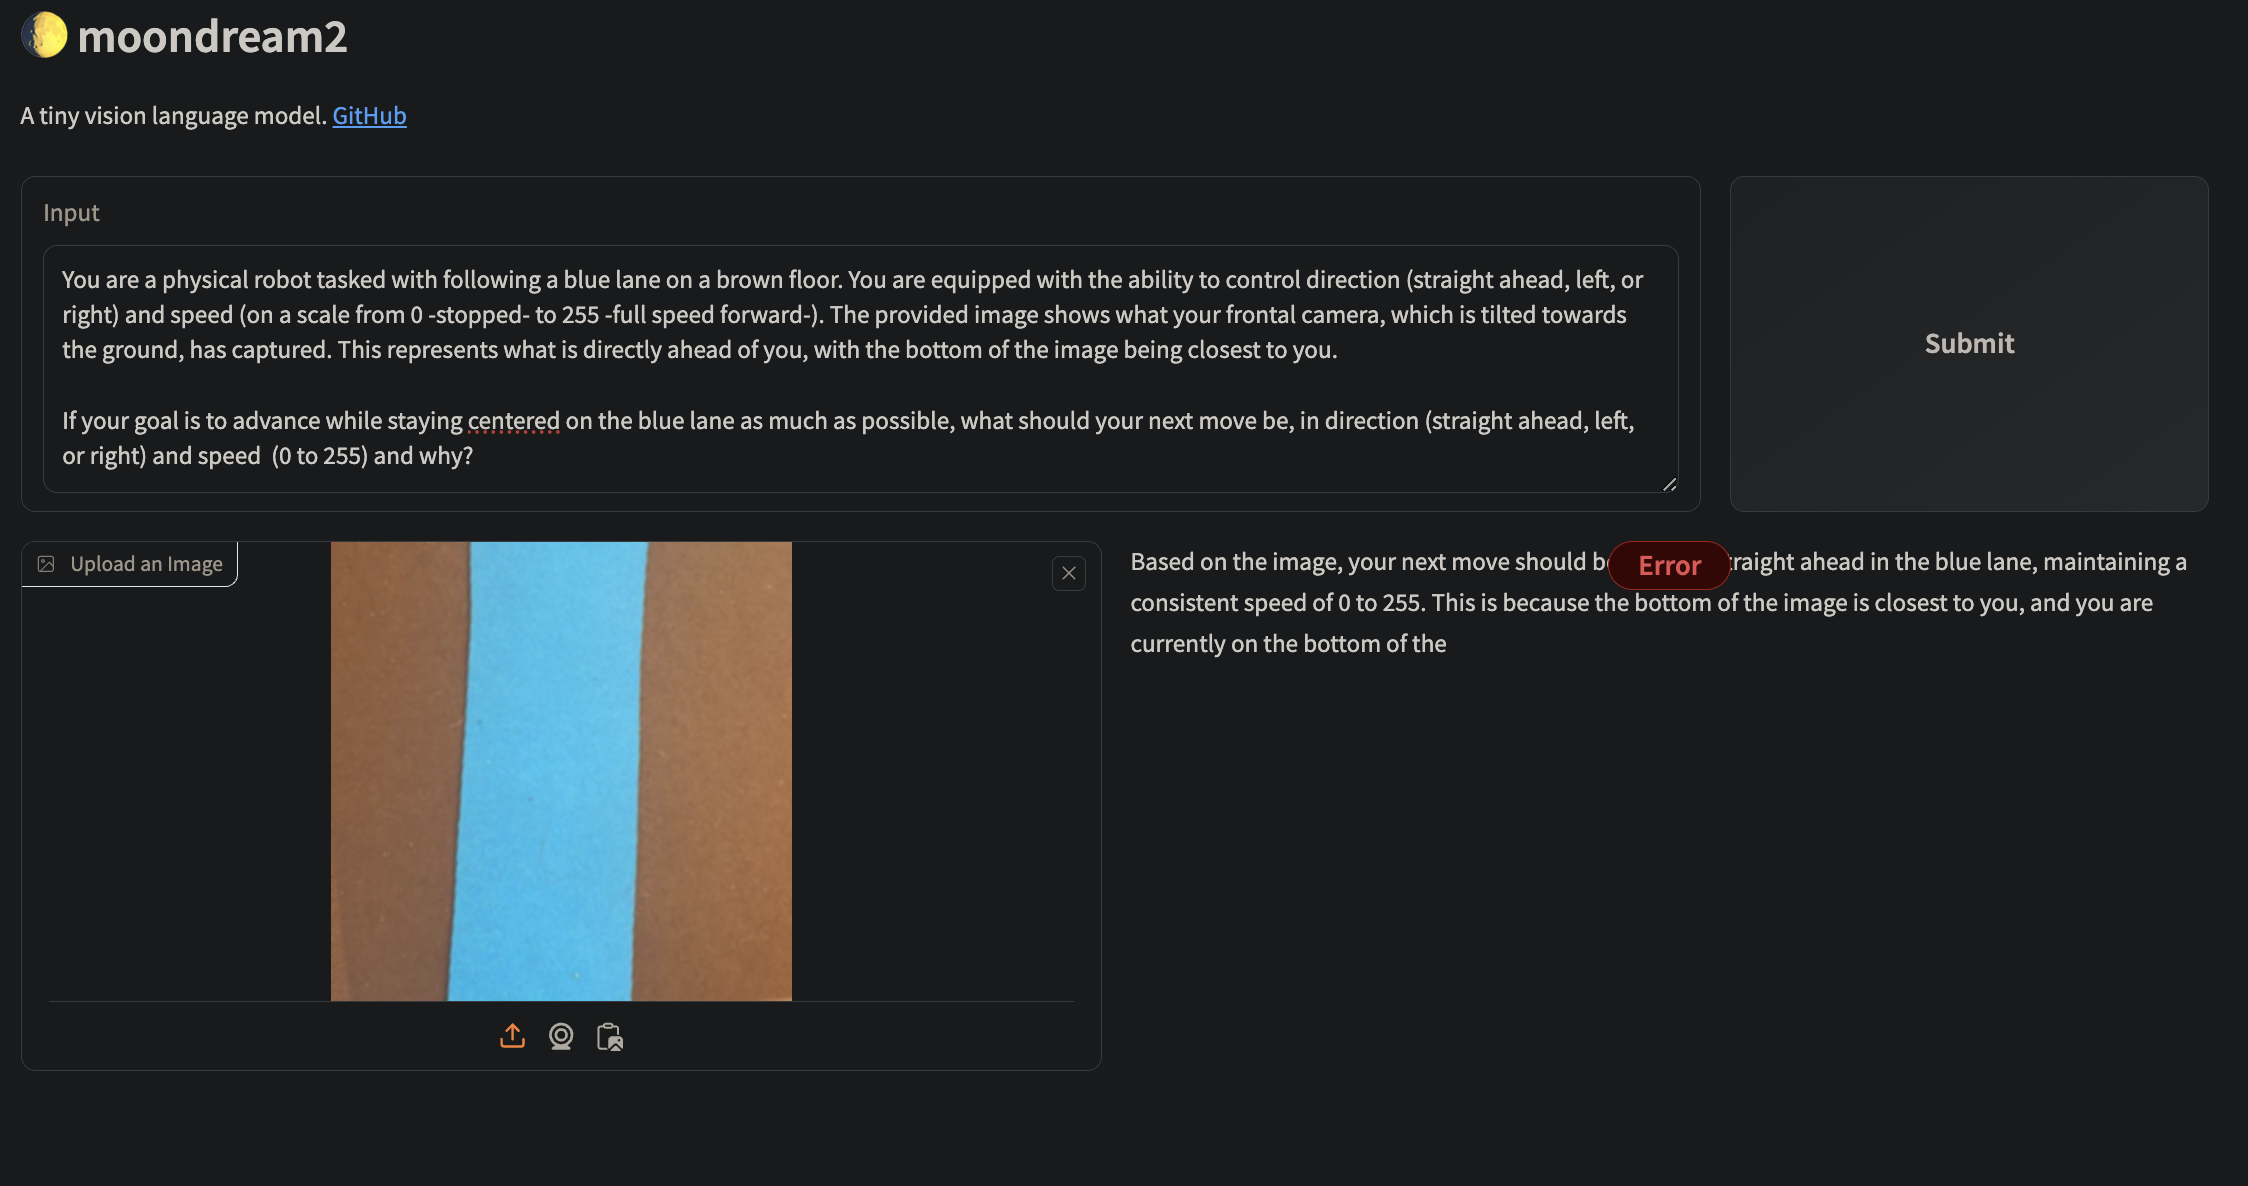 moondream2
A tiny vision language model. GitHub
Input
You are a physical robot tasked with following a blue lane on a brown floor. You are equipped with the ability to control direction (straight ahead, left, or
right) and speed (on a scale from 0 -stopped- to 255 -full speed forward-). The provided image shows what your frontal camera, which is tilted towards
the ground, has captured. This represents what is directly ahead of you, with the bottom of the image being closest to you.
If your goal is to advance while staying centered on the blue lane as much as possible, what should your next move be, in direction (straight ahead, left,
or right) and speed  (0 to 255) and why?
Submit
Upload an Image
Based on the image, your next move should Error ahead in the blue lane, maintaining a
consistent speed of 0 to 255. This is because the bottom of the image is closest to you, and you are
currently on the bottom of the